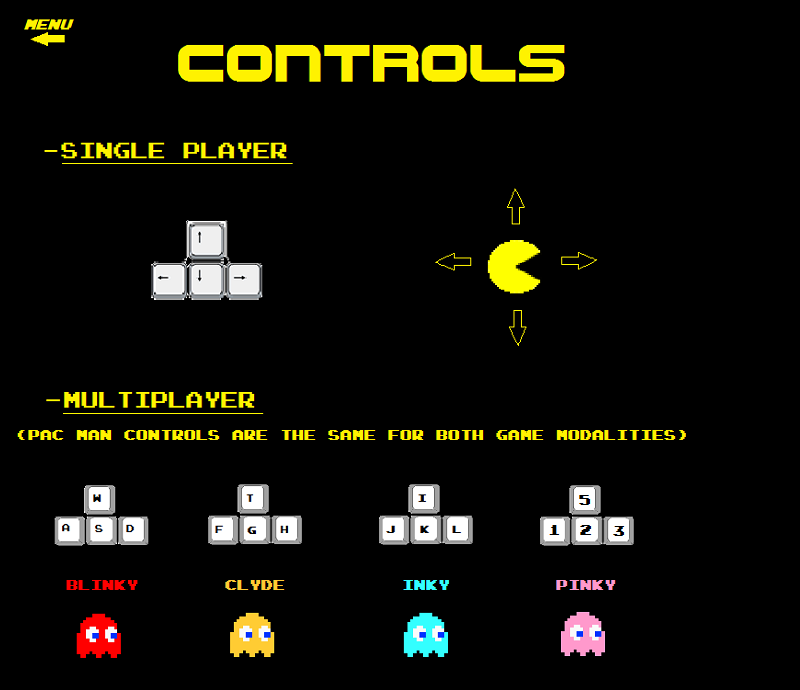 MENU
CONTROLS
-SINGLE PLAYER
↑
← ↓ →
-MULTIPLAYER
(PAC MAN CONTROLS ARE THE SAME FOR BOTH GAME MODALITIES)
W T I 5
A S D F G H J K L 1 2 3
BLINKY CLYDE INKY PINKY